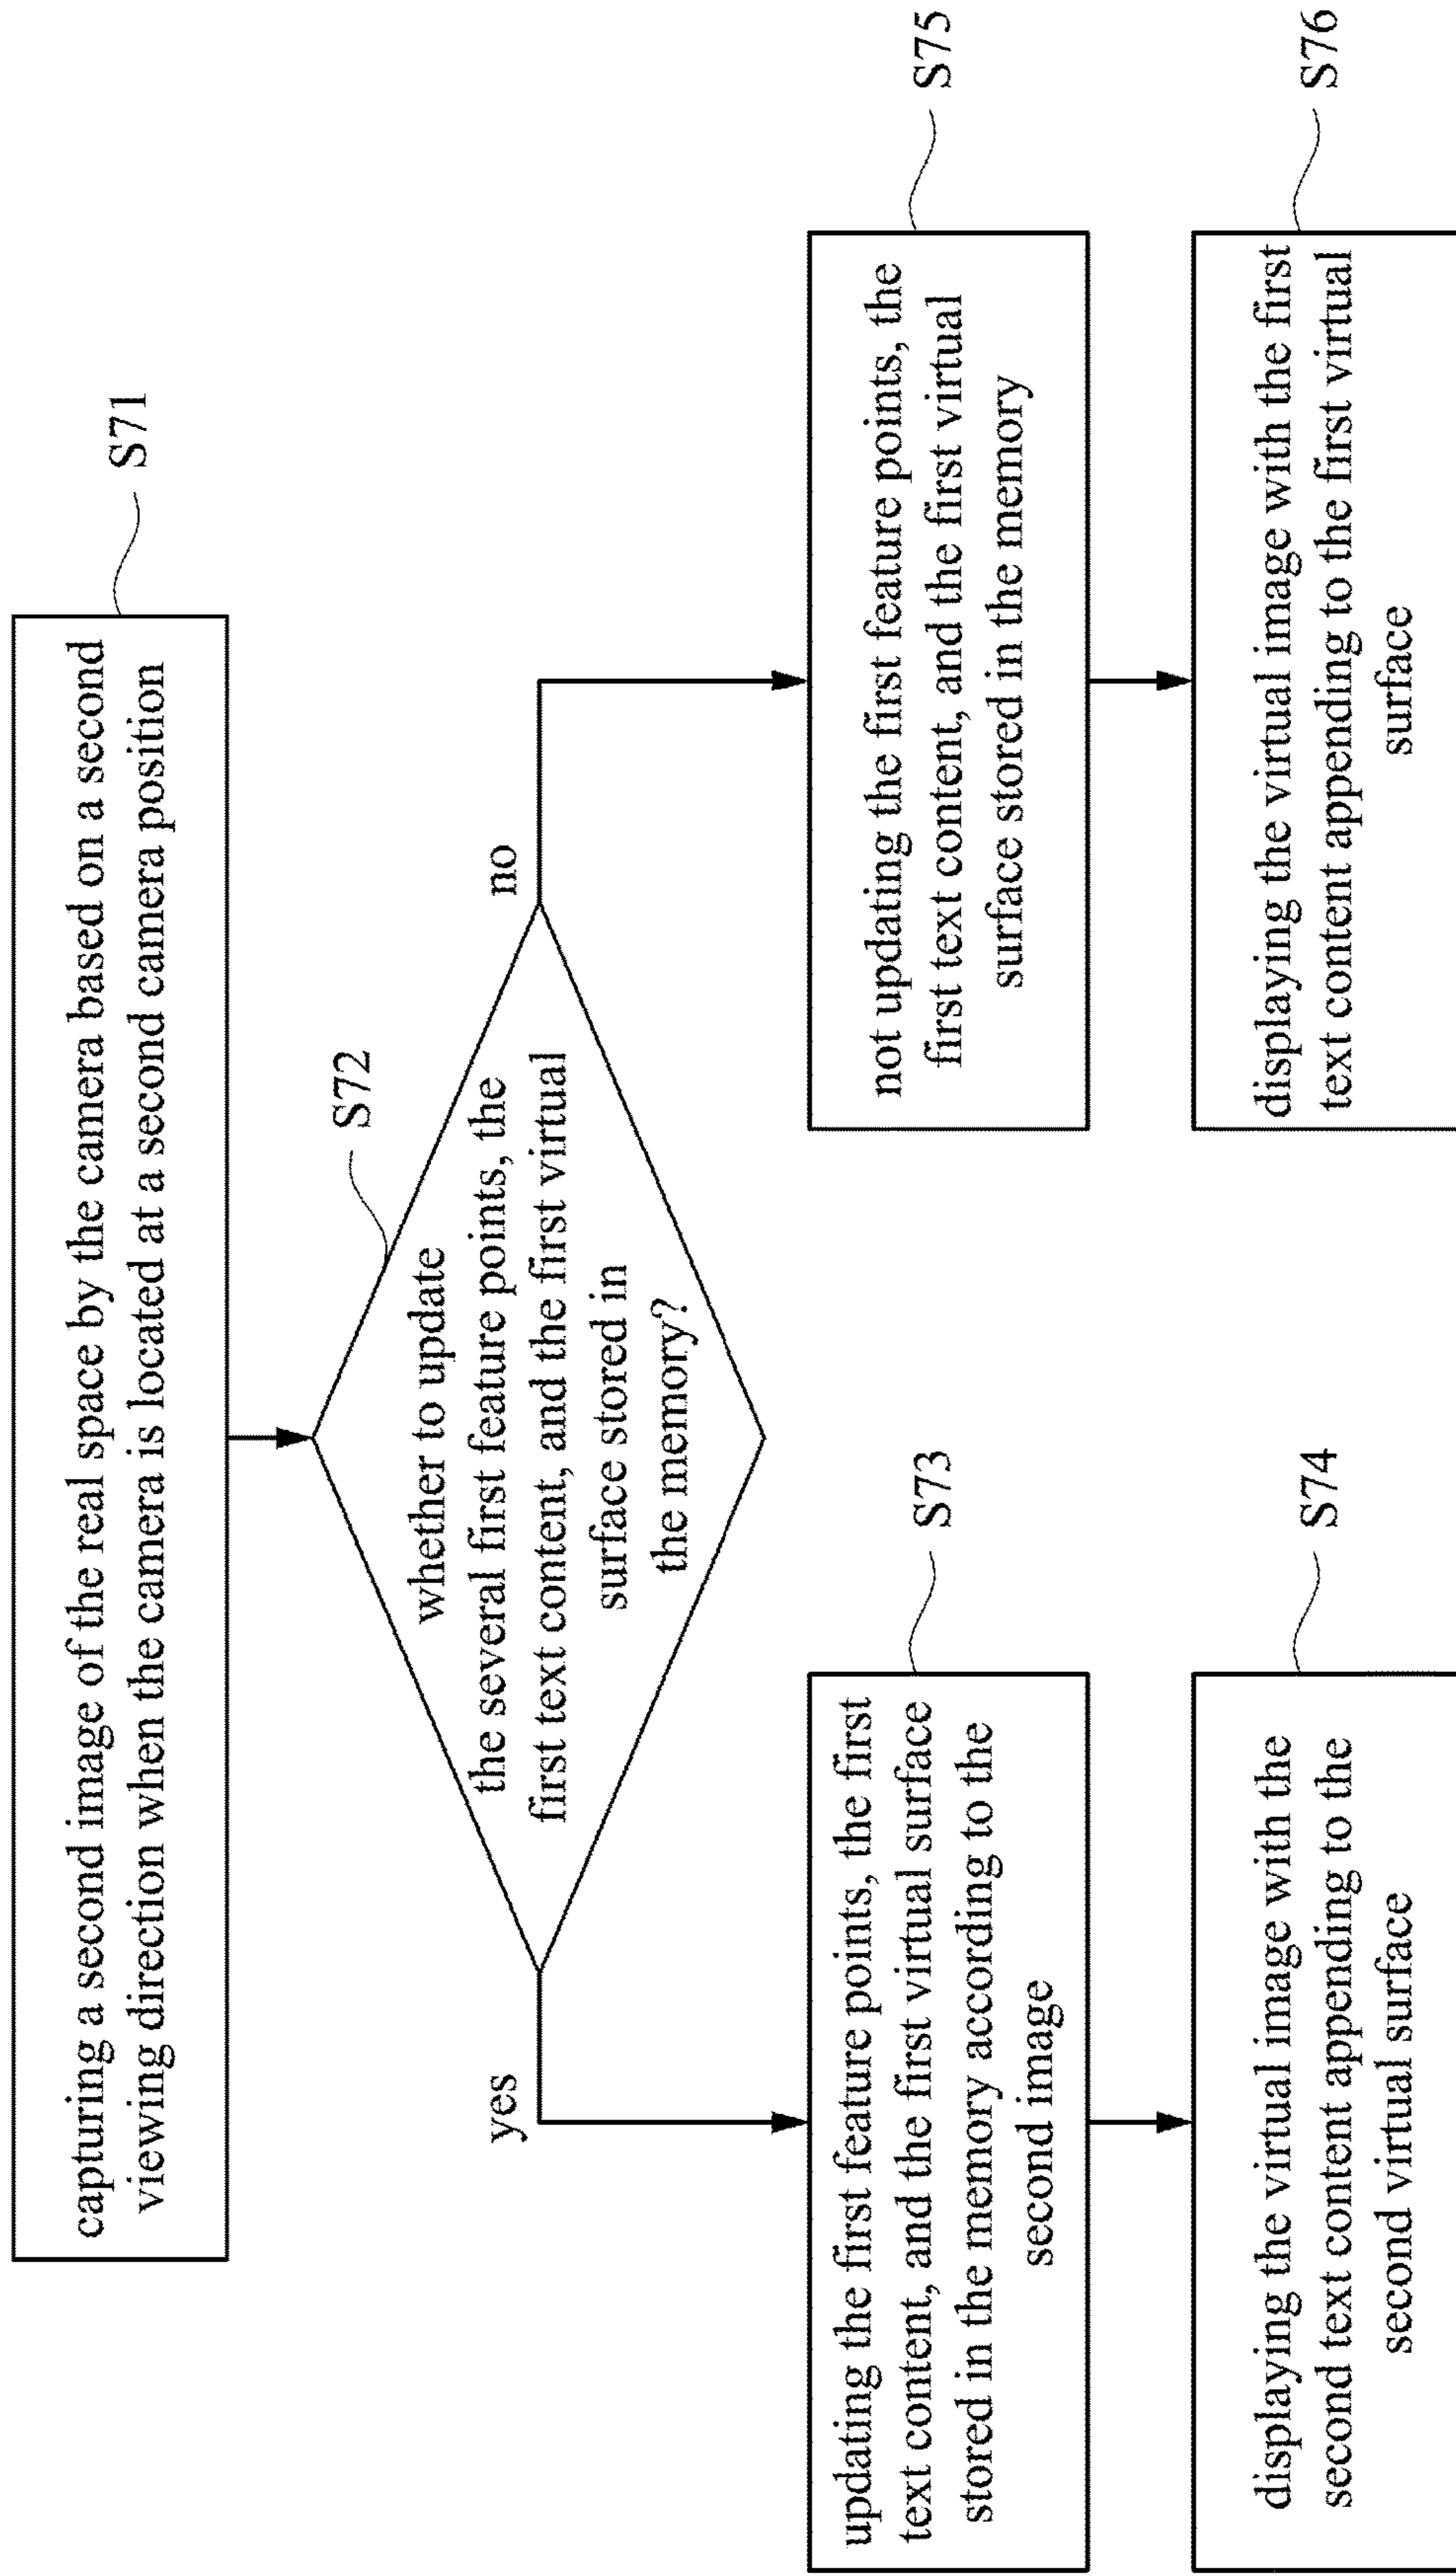 capturing a second image of the real space by the camera based on a second
viewing direction when the camera is located at a second camera position
S71
S72
whether to update
the several first feature points, the
first text content, and the first virtual
surface stored in
the memory?
yes
no
updating the first feature points, the first
text content, and the first virtual surface
stored in the memory according to the
second image
S73
not updating the first feature points, the
first text content, and the first virtual
surface stored in the memory
S75
displaying the virtual image with the
second text content appending to the
second virtual surface
S74
displaying the virtual image with the first
text content appending to the first virtual
surface
S76